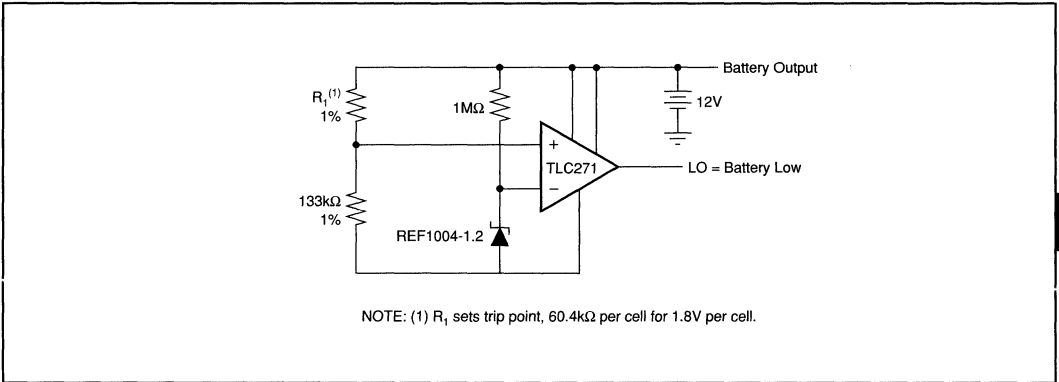 Battery Output
R₁⁽¹⁾
1%
1MΩ
12V
+
TLC271
−
LO = Battery Low
133kΩ
1%
REF1004-1.2
NOTE: (1) R₁ sets trip point, 60.4kΩ per cell for 1.8V per cell.